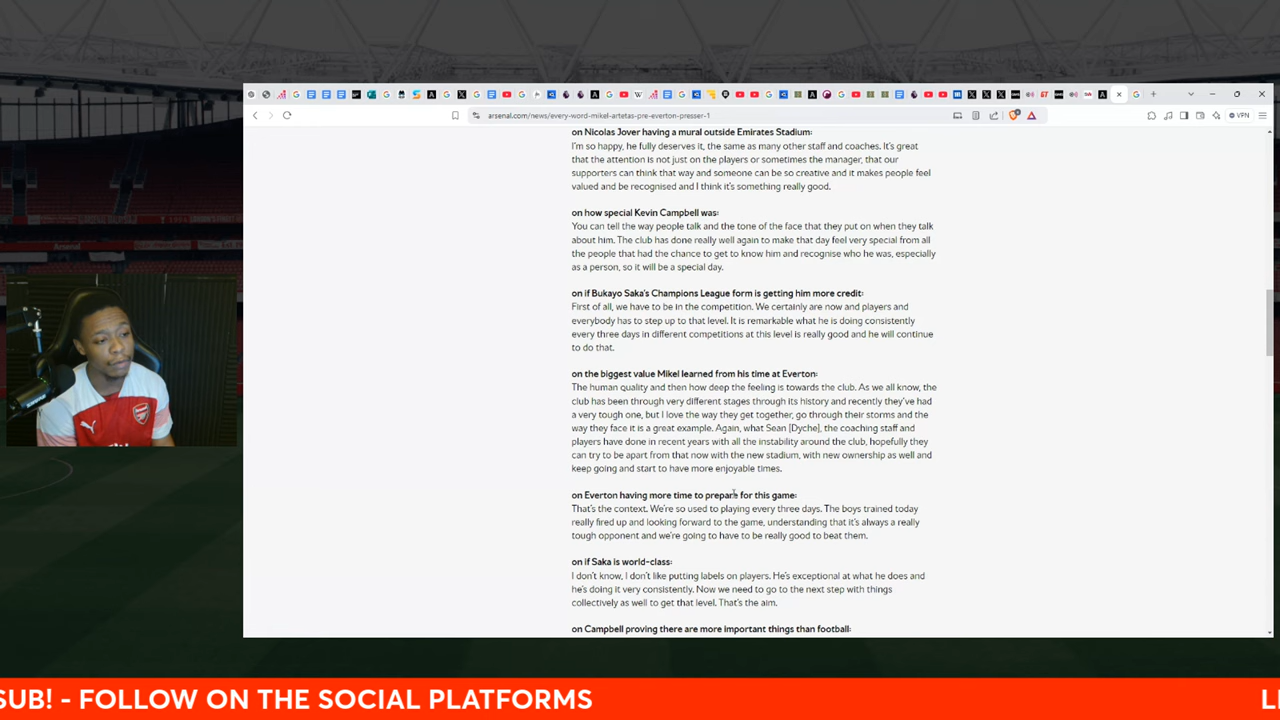 arsenal.com/news/every-word-mikel-artetas-pre-everton-presser-1
VPN
on Nicolas Jover having a mural outside Emirates Stadium:
I'm so happy, he fully deserves it, the same as many other staff and coaches. It's great
that the attention is not just on the players or sometimes the manager, that our
supporters can think that way and someone can be so creative and it makes people feel
valued and be recognised and I think it's something really good.
on how special Kevin Campbell was:
You can tell the way people talk and the tone of the face that they put on when they talk
about him. The club has done really well again to make that day feel very special from all
the people that had the chance to get to know him and recognise who he was, especially
as a person, so it will be a special day.
on if Bukayo Saka's Champions League form is getting him more credit:
First of all, we have to be in the competition. We certainly are now and players and
everybody has to step up to that level. It is remarkable what he is doing consistently
every three days in different competitions at this level is really good and he will continue
to do that.
on the biggest value Mikel learned from his time at Everton:
The human quality and then how deep the feeling is towards the club. As we all know, the
club has been through very different stages through its history and recently they've had
a very tough one, but I love the way they get together, go through their storms and the
way they face it is a great example. Again, what Sean [Dyche], the coaching staff and
players have done in recent years with all the instability around the club, hopefully they
can try to be apart from that now with the new stadium, with new ownership as well and
keep going and start to have more enjoyable times.
on Everton having more time to prepare for this game:
That's the context. We're so used to playing every three days. The boys trained today
really fired up and looking forward to the game, understanding that it's always a really
tough opponent and we're going to have to be really good to beat them.
on if Saka is world-class:
I don't know, I don't like putting labels on players. He's exceptional at what he does and
he's doing it very consistently. Now we need to go to the next step with things
collectively as well to get that level. That's the aim.
on Campbell proving there are more important things than football:
SUB! - FOLLOW ON THE SOCIAL PLATFORMS
LI